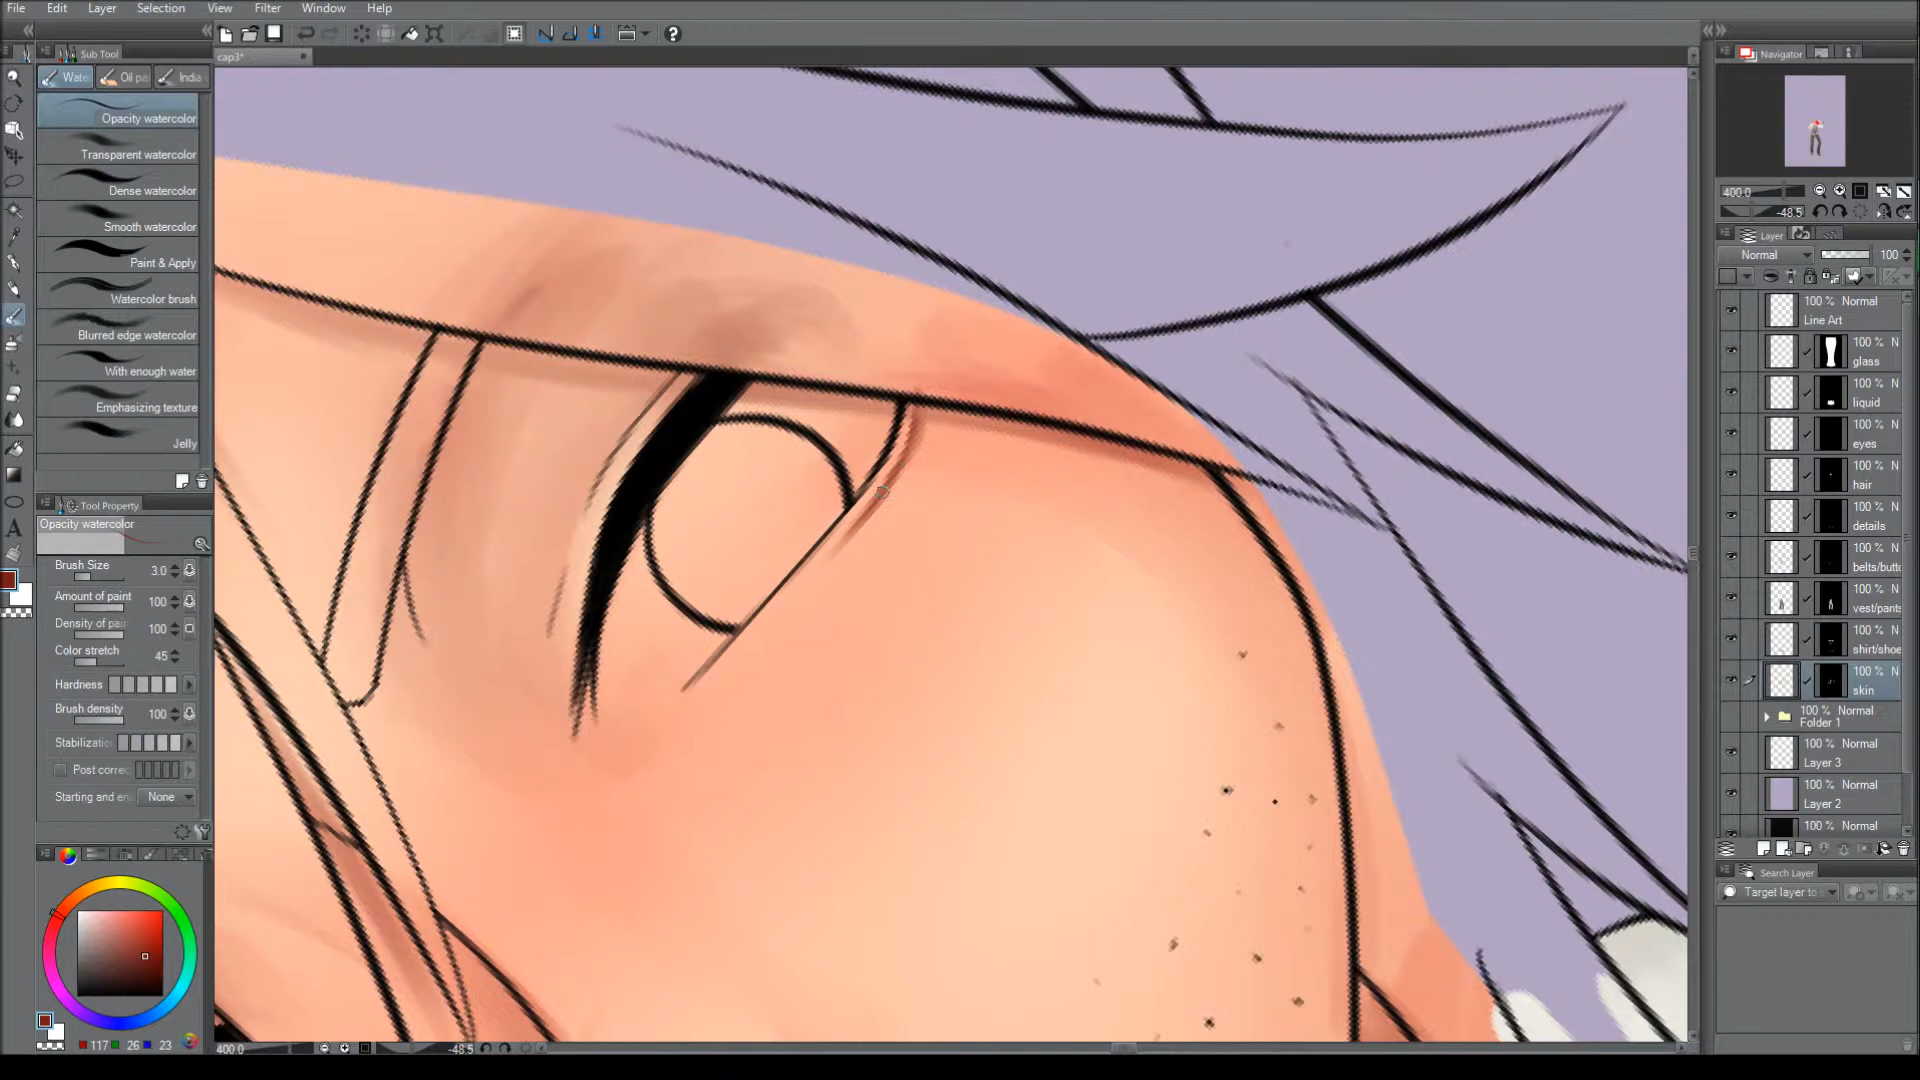 File Edit Layer Selection View Filter Window Help
cap3*
Sub Tool
Wate Oil pa India
Opacity watercolor
Transparent watercolor
Dense watercolor
Smooth watercolor
Paint & Apply
Watercolor brush
Blurred edge watercolor
With enough water
Emphasizing texture
Jelly
Tool Property
Opacity watercolor
Brush Size 3.0
Amount of paint 100
Density of pain 100
Color stretch 45
Hardness
Brush density 100
Stabilizatio
Post correc
Starting and en None
117 26 23
400.0 -48.5
Navigator
400.0
-48.5
Layer
Normal 100
100 % Normal
Line Art
100 % N
glass
100 % N
liquid
100 % N
eyes
100 % N
hair
100 % N
details
100 % N
belts/butto
100 % N
vest/pants
100 % N
shirt/shoe
100 % N
skin
100 % Normal
Folder 1
100 % Normal
Layer 3
100 % Normal
Layer 2
100 % Normal
Search Layer
Target layer to
A